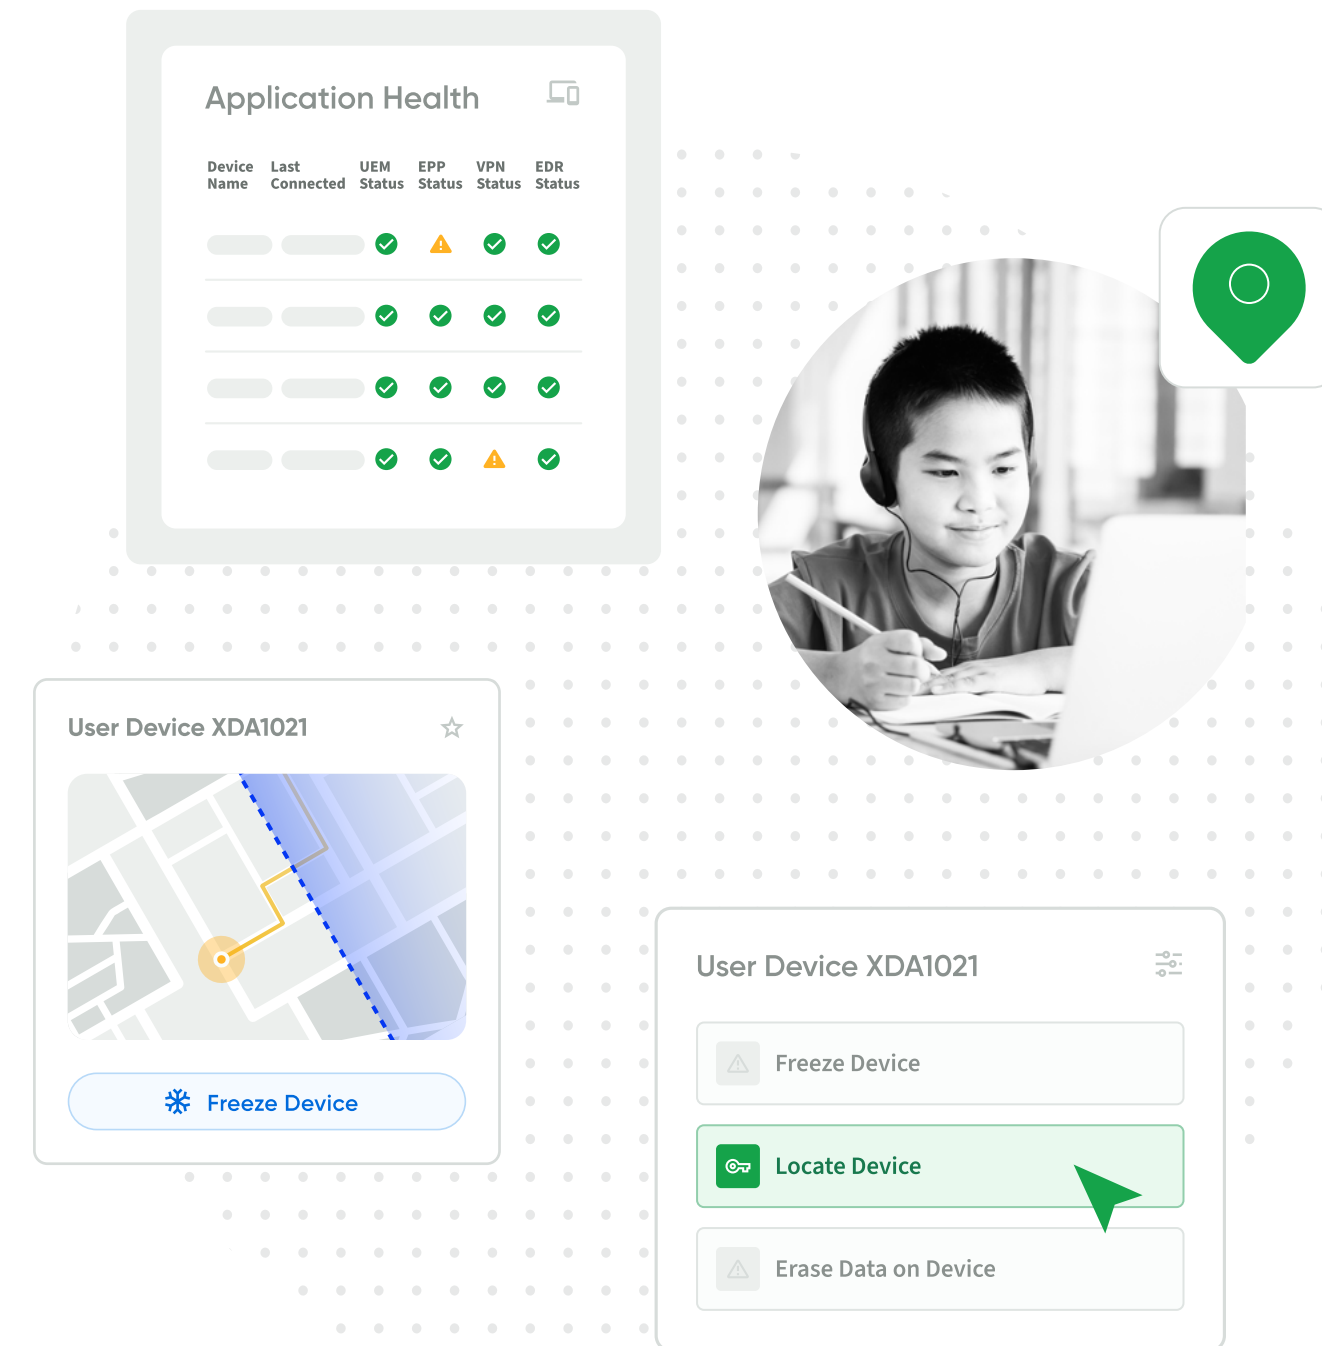 Application Health
Device Name
Last Connected
UEM Status
EPP Status
VPN Status
EDR Status
User Device XDA1021
Freeze Device
User Device XDA1021
Freeze Device
Locate Device
Erase Data on Device